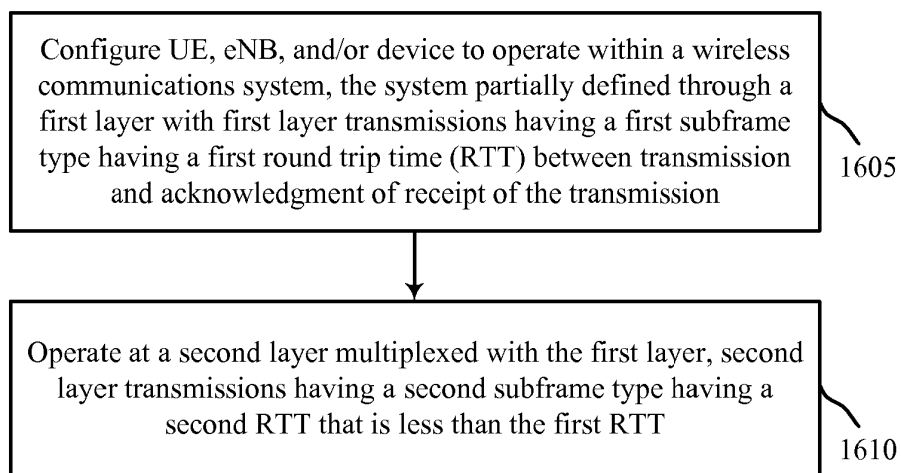 Configure UE, eNB, and/or device to operate within a wireless
communications system, the system partially defined through a
first layer with first layer transmissions having a first subframe
type having a first round trip time (RTT) between transmission
and acknowledgment of receipt of the transmission
1605
Operate at a second layer multiplexed with the first layer, second
layer transmissions having a second subframe type having a
second RTT that is less than the first RTT
1610